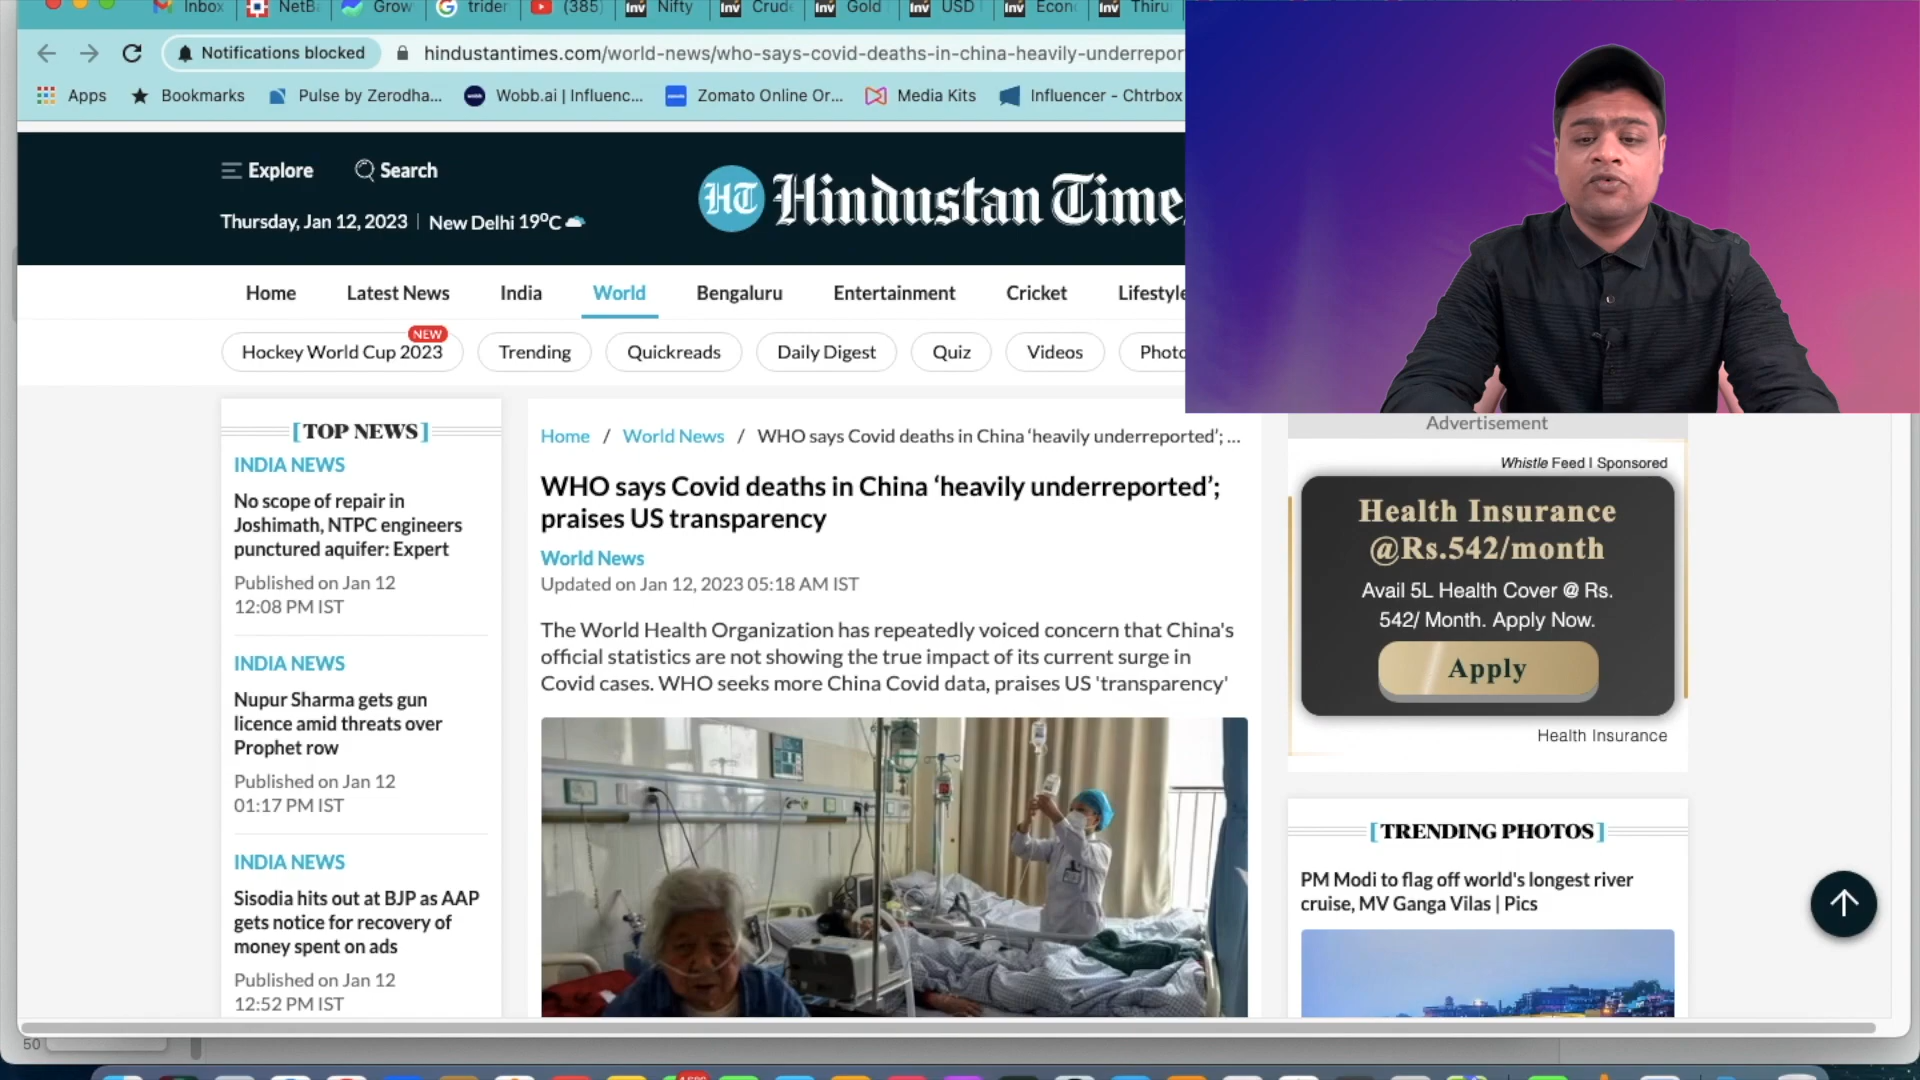 Inbox
NetBa
Grow
trider
(385)
Inv Nifty
Inv Crude
Inv Gold
Inv USD
Inv Econo
Inv Thiru
Notifications blocked
hindustantimes.com/world-news/who-says-covid-deaths-in-china-heavily-underrepor
Apps
Bookmarks
Pulse by Zerodha...
Wobb.ai | Influenc...
Zomato Online Or...
Media Kits
Influencer - Chtrbox
Explore
Search
Thursday, Jan 12, 2023 | New Delhi 19°C
HT Hindustan Time
Home
Latest News
India
World
Bengaluru
Entertainment
Cricket
Lifestyle
NEW
Hockey World Cup 2023
Trending
Quickreads
Daily Digest
Quiz
Videos
Photo
[TOP NEWS]
INDIA NEWS
No scope of repair in
Joshimath, NTPC engineers
punctured aquifer: Expert
Published on Jan 12
12:08 PM IST
INDIA NEWS
Nupur Sharma gets gun
licence amid threats over
Prophet row
Published on Jan 12
01:17 PM IST
INDIA NEWS
Sisodia hits out at BJP as AAP
gets notice for recovery of
money spent on ads
Published on Jan 12
12:52 PM IST
Home / World News / WHO says Covid deaths in China ‘heavily underreported’; ...
WHO says Covid deaths in China ‘heavily underreported’;
praises US transparency
World News
Updated on Jan 12, 2023 05:18 AM IST
The World Health Organization has repeatedly voiced concern that China's
official statistics are not showing the true impact of its current surge in
Covid cases. WHO seeks more China Covid data, praises US 'transparency'
Advertisement
Whistle Feed | Sponsored
Health Insurance
@Rs.542/month
Avail 5L Health Cover @ Rs.
542/ Month. Apply Now.
Apply
Health Insurance
[TRENDING PHOTOS]
PM Modi to flag off world's longest river
cruise, MV Ganga Vilas | Pics
50